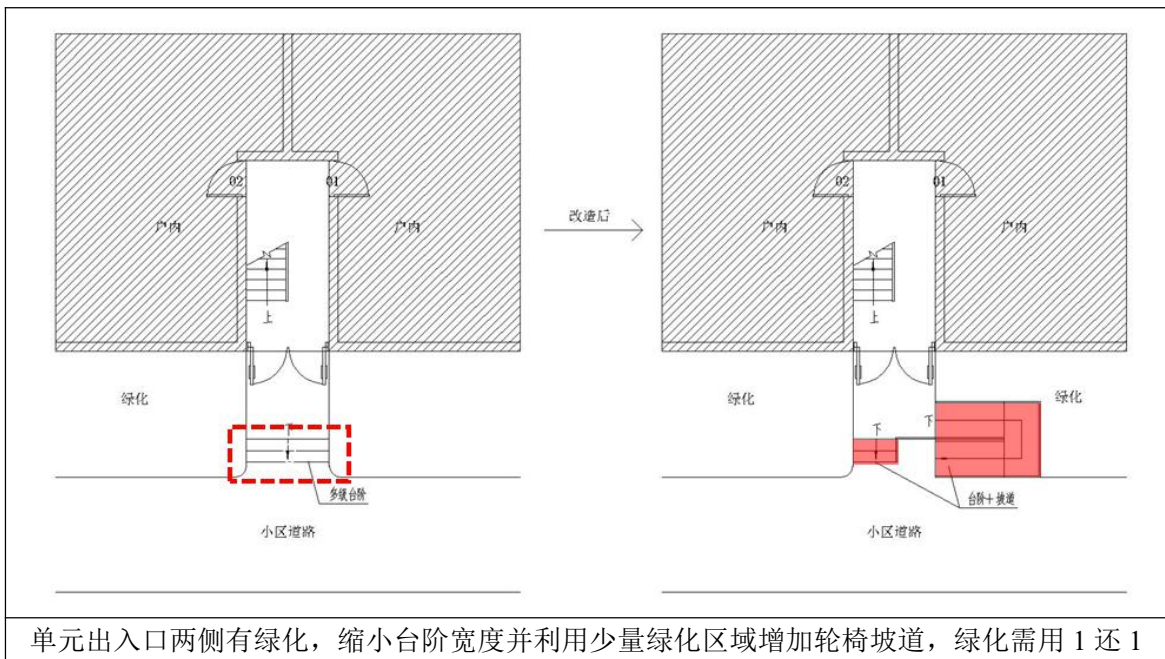 02
01
户内
户内
上
绿化
下
多级台阶
小区道路
改造后
02
01
户内
户内
上
绿化
绿化
下
下
台阶+坡道
小区道路
单元出入口两侧有绿化，缩小台阶宽度并利用少量绿化区域增加轮椅坡道，绿化需用 1 还 1